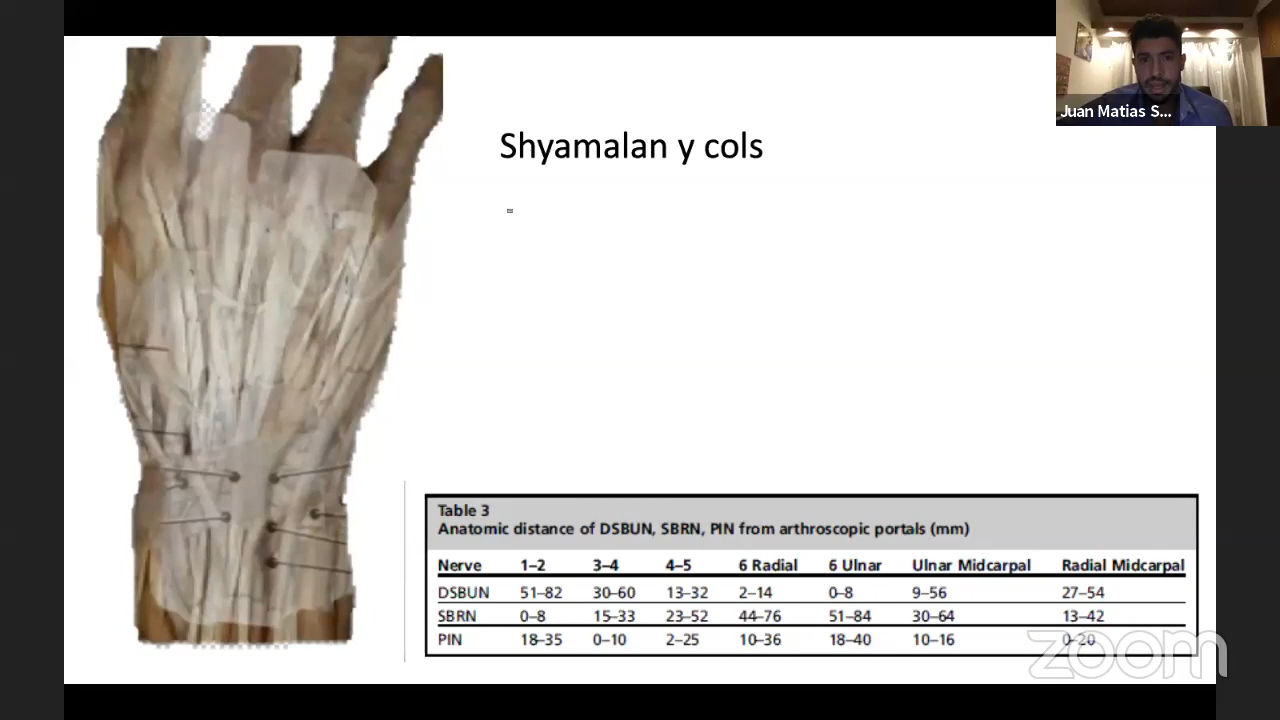 Juan Matias S...
Shyamalan y cols
Table 3
Anatomic distance of DSBUN, SBRN, PIN from arthroscopic portals (mm)
Nerve 1–2 3–4 4–5 6 Radial 6 Ulnar Ulnar Midcarpal Radial Midcarpal
DSBUN 51–82 30–60 13–32 2–14 0–8 9–56 27–54
SBRN 0–8 15–33 23–52 44–76 51–84 30–64 13–42
PIN 18–35 0–10 2–25 10–36 18–40 10–16 0–20
zoom